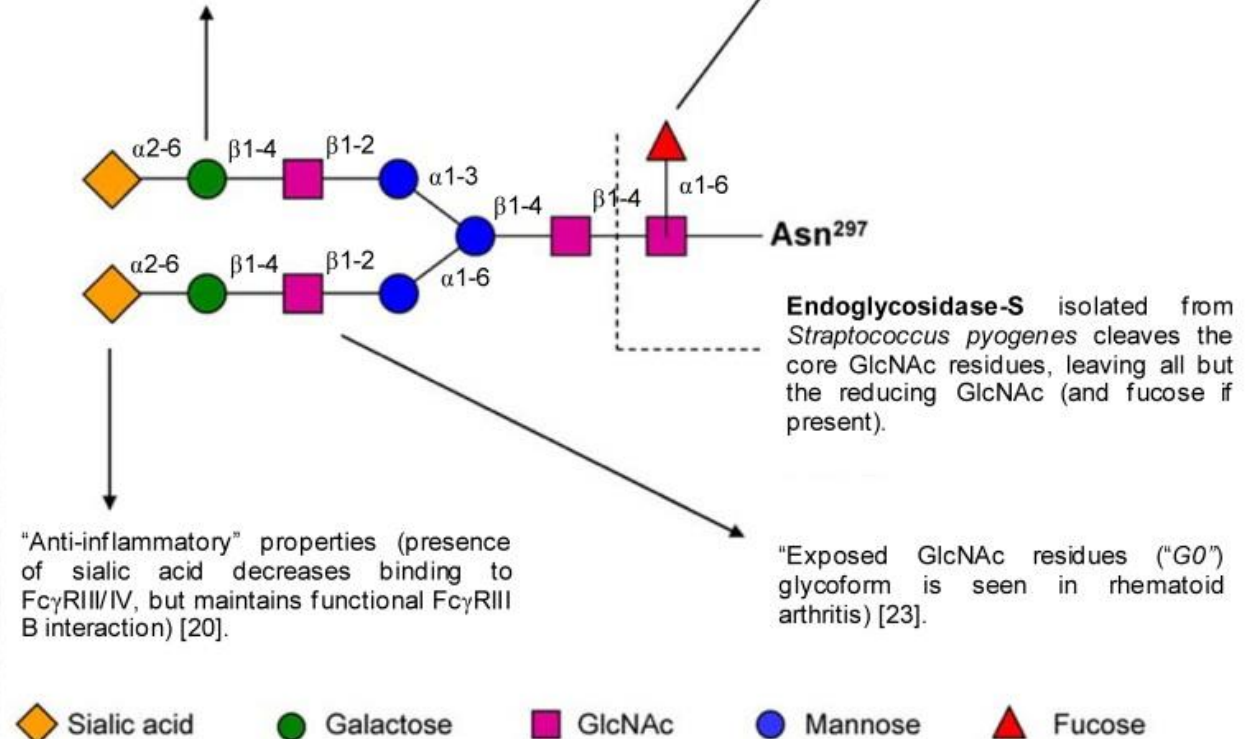 α2-6 β1-4 β1-2 α1-3
β1-4 β1-4 α1-6
Asn²⁹⁷
α2-6 β1-4 β1-2 α1-6
Endoglycosidase-S isolated from
Straptococcus pyogenes cleaves the
core GlcNAc residues, leaving all but
the reducing GlcNAc (and fucose if
present).
“Anti-inflammatory” properties (presence
of sialic acid decreases binding to
FcγRIII/IV, but maintains functional FcγRIII
B interaction) [20].
“Exposed GlcNAc residues (“G0”)
glycoform is seen in rhematoid
arthritis) [23].
Sialic acid Galactose GlcNAc Mannose Fucose